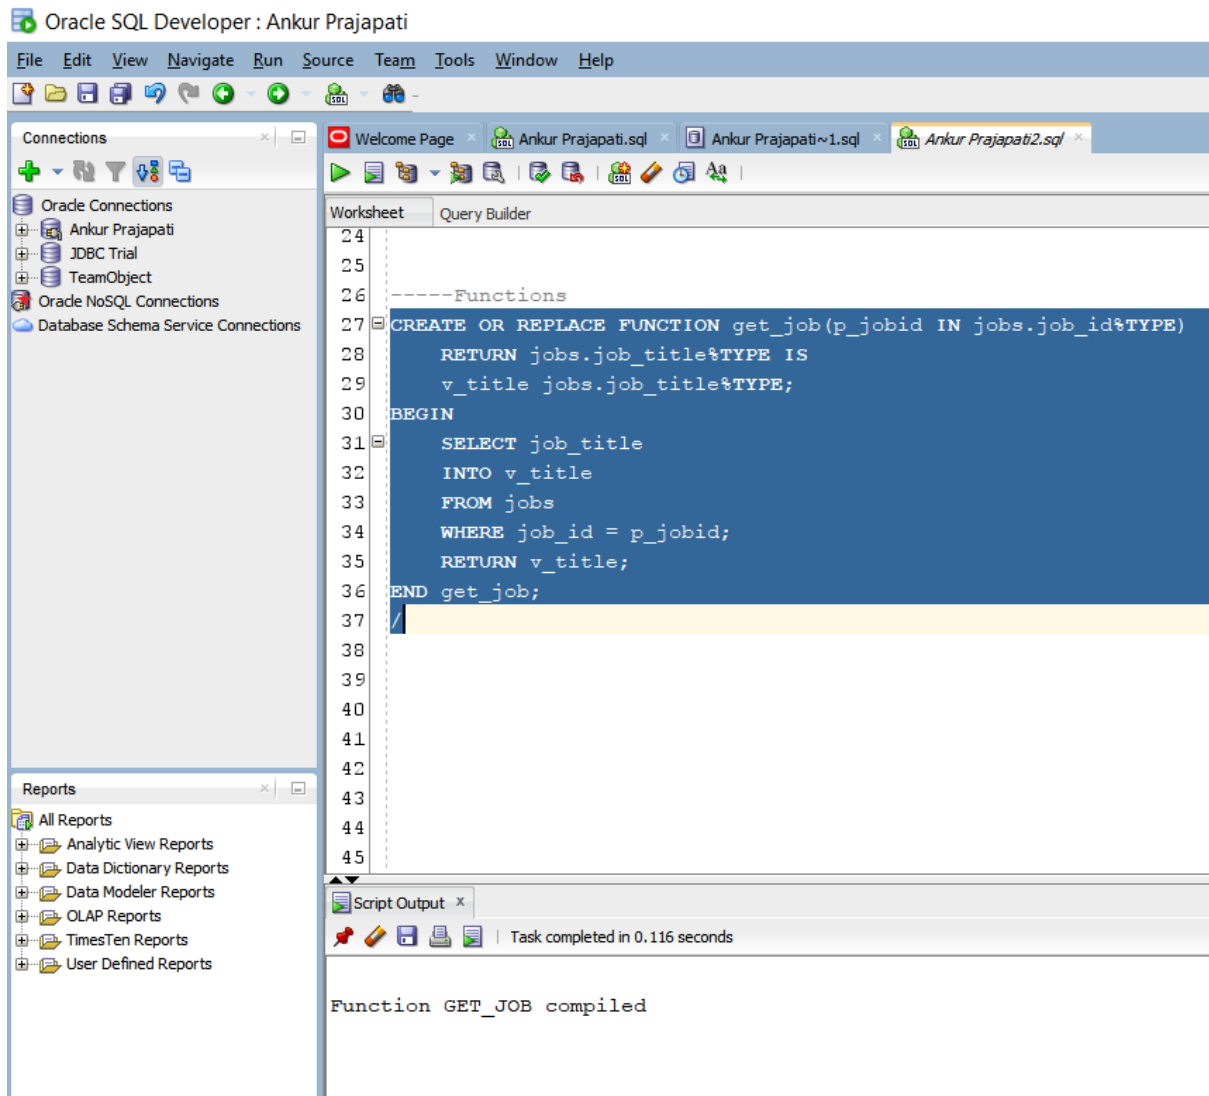 Oracle SQL Developer : Ankur Prajapati
File Edit View Navigate Run Source Team Tools Window Help
Connections
Oracle Connections
Ankur Prajapati
JDBC Trial
TeamObject
Oracle NoSQL Connections
Database Schema Service Connections
Reports
All Reports
Analytic View Reports
Data Dictionary Reports
Data Modeler Reports
OLAP Reports
TimesTen Reports
User Defined Reports
Welcome Page Ankur Prajapati.sql Ankur Prajapati~1.sql Ankur Prajapati2.sql
Worksheet Query Builder
24
25
26 -----Functions
27 CREATE OR REPLACE FUNCTION get_job(p_jobid IN jobs.job_id%TYPE)
28 RETURN jobs.job_title%TYPE IS
29 v_title jobs.job_title%TYPE;
30 BEGIN
31 SELECT job_title
32 INTO v_title
33 FROM jobs
34 WHERE job_id = p_jobid;
35 RETURN v_title;
36 END get_job;
37 /
38
39
40
41
42
43
44
45
Script Output x
Task completed in 0.116 seconds
Function GET_JOB compiled